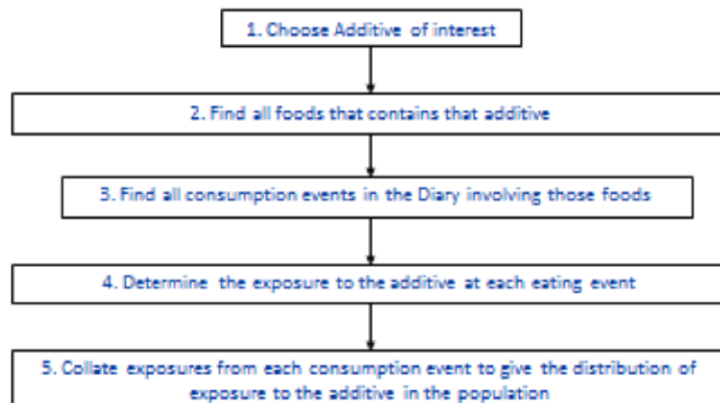 1. Choose Additive of interest
2. Find all foods that contains that additive
3. Find all consumption events in the Diary involving those foods
4. Determine the exposure to the additive at each eating event
5. Collate exposures from each consumption event to give the distribution of
exposure to the additive in the population